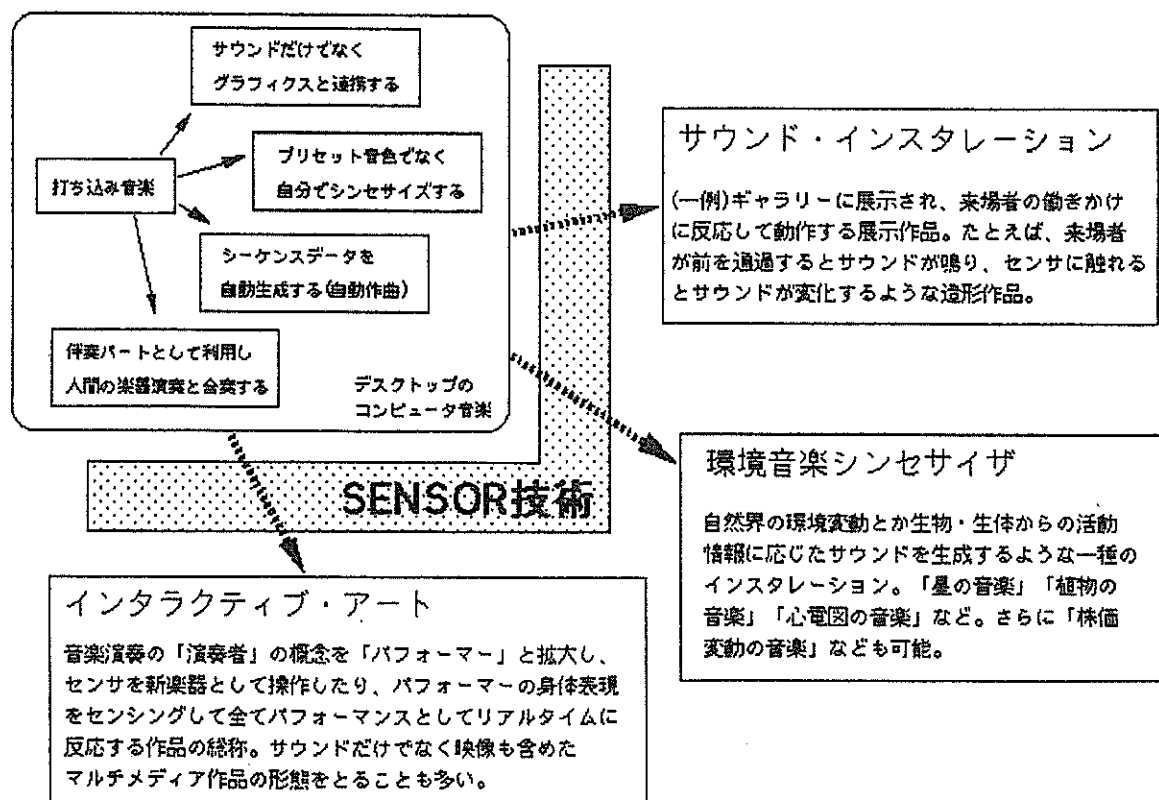 サウンドだけでなく
グラフィクスと連携する
プリセット音色でなく
自分でシンセサイズする
打ち込み音楽
シーケンスデータを
自動生成する(自動作曲)
伴奏パートとして利用し
人間の楽器演奏と合奏する
デスクトップの
コンピュータ音楽
SENSOR技術
サウンド・インスタレーション
(一例)ギャラリーに展示され、来場者の働きかけ
に反応して動作する展示作品。たとえば、来場者
が前を通過するとサウンドが鳴り、センサに触れる
とサウンドが変化するような造形作品。
環境音楽シンセサイザ
自然界の環境変動とか生物・生体からの活動
情報に応じたサウンドを生成するような一種の
インスタレーション。「星の音楽」「植物の
音楽」「心電図の音楽」など。さらに「株価
変動の音楽」なども可能。
インタラクティブ・アート
音楽演奏の「演奏者」の概念を「パフォーマー」と拡大し、
センサを新楽器として操作したり、パフォーマーの身体表現
をセンシングして全てパフォーマンスとしてリアルタイムに
反応する作品の総称。サウンドだけでなく映像も含めた
マルチメディア作品の形態をとることも多い。